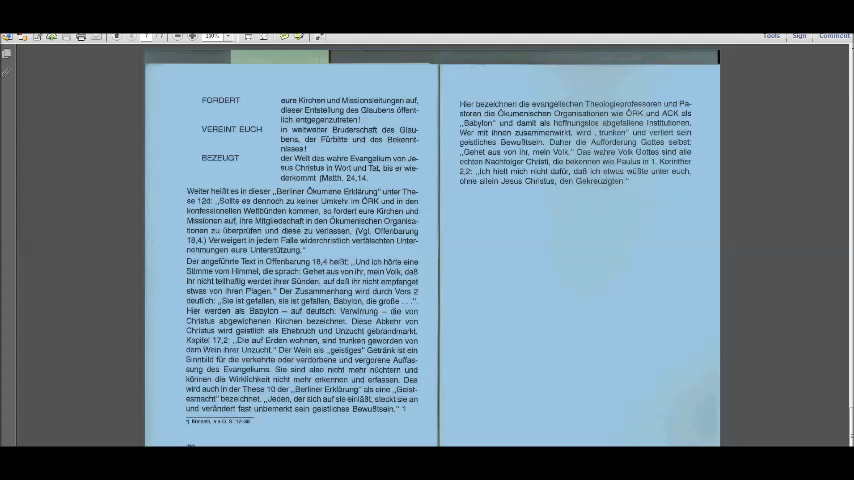 Tools Sign Comment
7 / 7 100%
FORDERT eure Kirchen und Missionsleitungen auf,
dieser Entstellung des Glaubens öffent-
lich entgegenzutreten!
VEREINT EUCH in weltweiter Bruderschaft des Glau-
bens, der Fürbitte und des Bekennt-
nisses!
BEZEUGT der Welt das wahre Evangelium von Je-
sus Christus in Wort und Tat, bis er wie-
derkommt (Matth. 24,14.
Weiter heißt es in dieser „Berliner Ökumene Erklärung" unter The-
se 12d: „Sollte es dennoch zu keiner Umkehr im ÖRK und in den
konfessionellen Weltbünden kommen, so fordert eure Kirchen und
Missionen auf, ihre Mitgliedschaft in den Ökumenischen Organisa-
tionen zu überprüfen und diese zu verlassen. (Vgl. Offenbarung
18,4.) Verweigert in jedem Falle widerchristlich verfälschten Unter-
nehmungen eure Unterstützung."
Der angeführte Text in Offenbarung 18,4 heißt: „Und ich hörte eine
Stimme vom Himmel, die sprach: Gehet aus von ihr, mein Volk, daß
ihr nicht teilhaftig werdet ihrer Sünden, auf daß ihr nicht empfanget
etwas von ihren Plagen." Der Zusammenhang wird durch Vers 2
deutlich: „Sie ist gefallen, sie ist gefallen, Babylon, die große . . .".
Hier werden als Babylon – auf deutsch: Verwirrung – die von
Christus abgewichenen Kirchen bezeichnet. Diese Abkehr von
Christus wird geistlich als Ehebruch und Unzucht gebrandmarkt.
Kapitel 17,2: „Die auf Erden wohnen, sind trunken geworden von
dem Wein ihrer Unzucht." Der Wein als „geistiges" Getränk ist ein
Sinnbild für die verkehrte oder verdorbene und vergorene Auffas-
sung des Evangeliums. Sie sind also nicht mehr nüchtern und
können die Wirklichkeit nicht mehr erkennen und erfassen. Das
wird auch in der These 10 der „Berliner Erklärung" als eine „Geist-
esmacht" bezeichnet. „Jeden, der sich auf sie einläßt, steckt sie an
und verändert fast unbemerkt sein geistliches Bewußtsein."
Hier bezeichnen die evangelischen Theologieprofessoren und Pa-
storen die Ökumenischen Organisationen wie ÖRK und ACK als
„Babylon" und damit als hoffnungslos abgefallene Institutionen.
Wer mit ihnen zusammenwirkt, wird „trunken" und verliert sein
geistliches Bewußtsein. Daher die Aufforderung Gottes selbst:
„Gehet aus von ihr, mein Volk." Das wahre Volk Gottes sind alle
echten Nachfolger Christi, die bekennen wie Paulus in 1. Korinther
2,2: „Ich hielt mich nicht dafür, daß ich etwas wüßte unter euch,
ohne allein Jesus Christus, den Gekreuzigten."